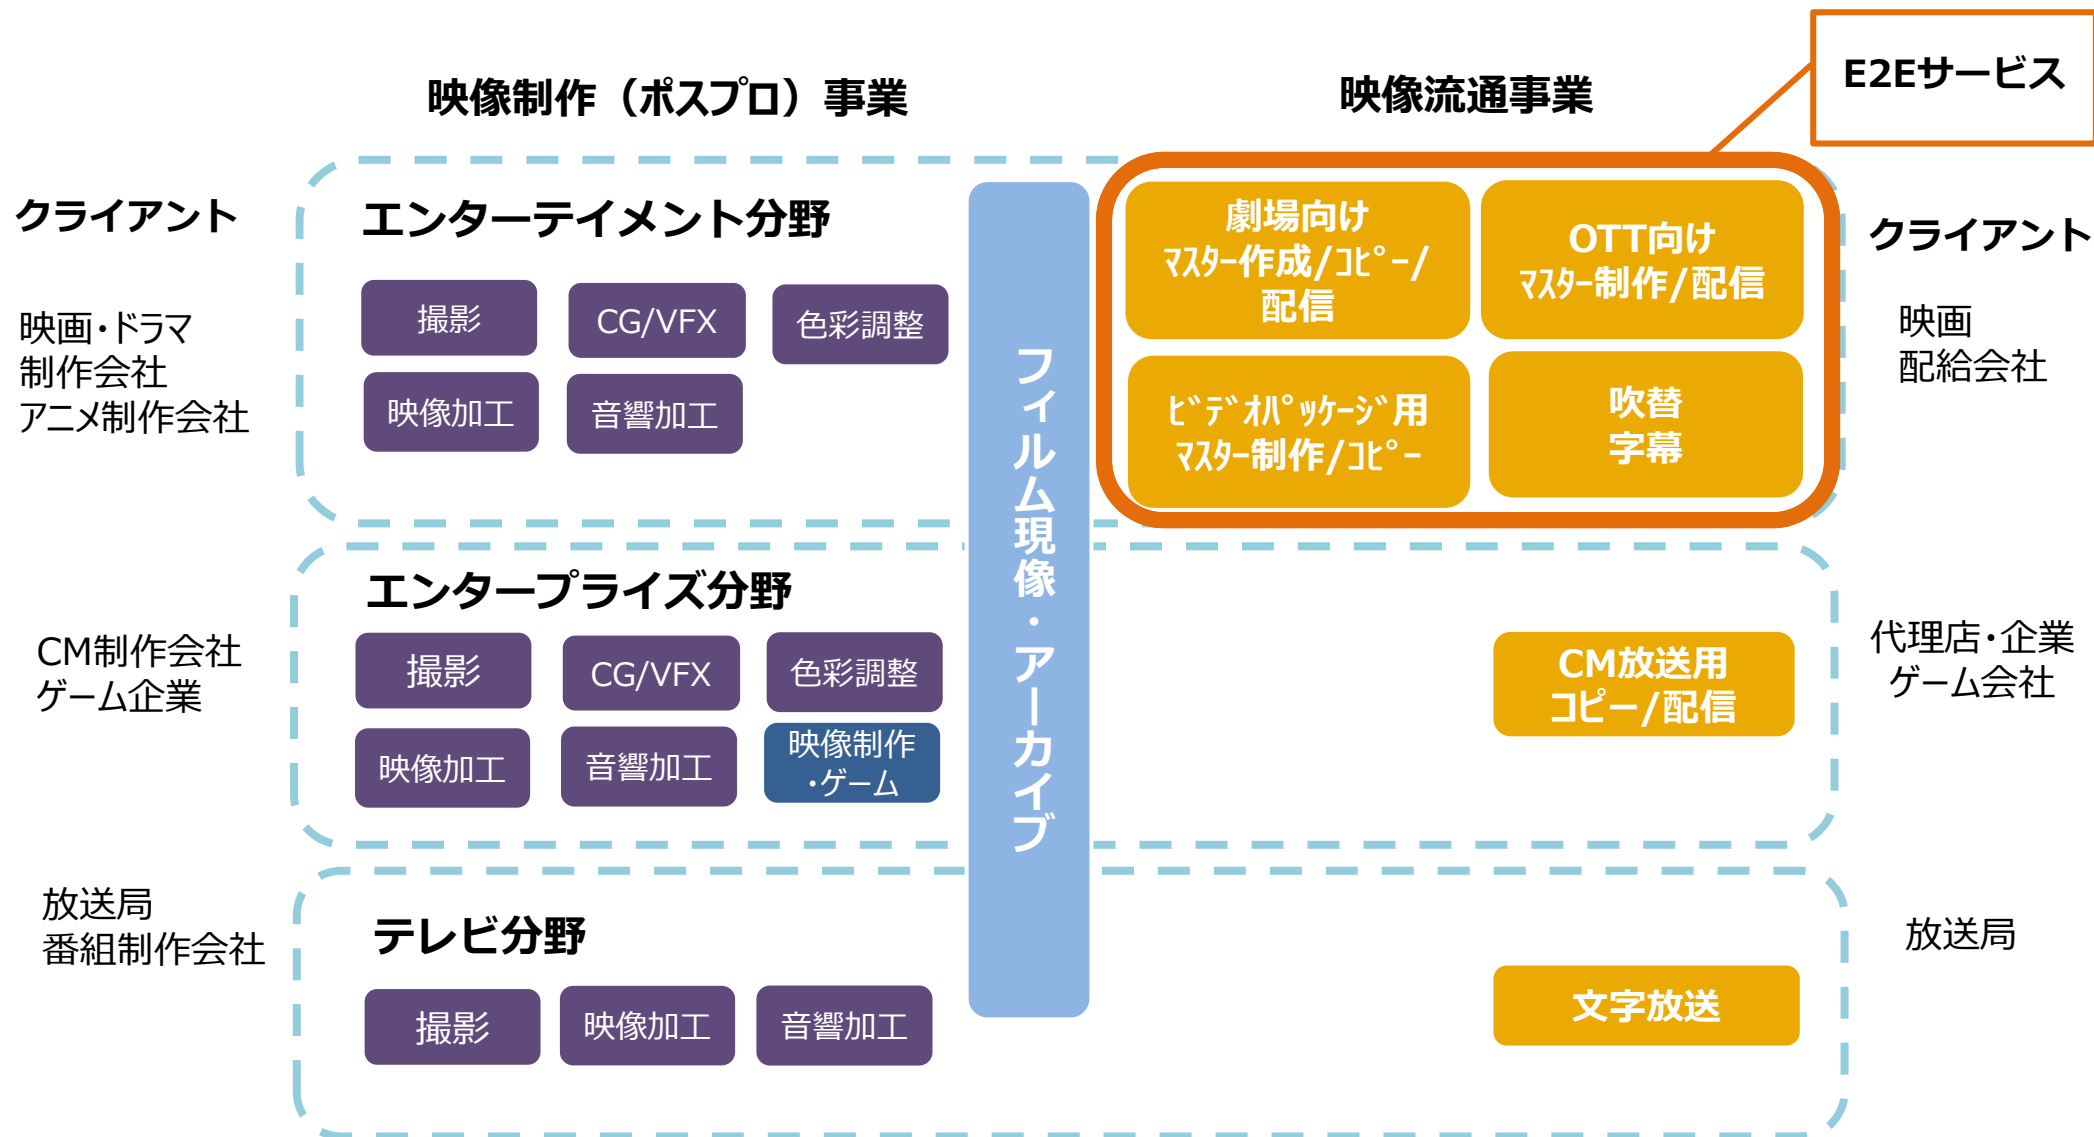 E2Eサービス
映像制作（ポスプロ）事業
映像流通事業
クライアント
映画・ドラマ
制作会社
アニメ制作会社
エンターテイメント分野
撮影
CG/VFX
色彩調整
映像加工
音響加工
フィルム現像・アーカイブ
劇場向け
ﾏｽﾀｰ作成/ｺﾋﾟｰ/
配信
OTT向け
ﾏｽﾀｰ制作/配信
ﾋﾞﾃﾞｵﾊﾟｯｹｰｼﾞ用
ﾏｽﾀｰ制作/ｺﾋﾟｰ
吹替
字幕
クライアント
映画
配給会社
CM制作会社
ゲーム企業
エンタープライズ分野
撮影
CG/VFX
色彩調整
映像加工
音響加工
映像制作
・ゲーム
CM放送用
コピー/配信
代理店・企業
ゲーム会社
放送局
番組制作会社
テレビ分野
撮影
映像加工
音響加工
文字放送
放送局